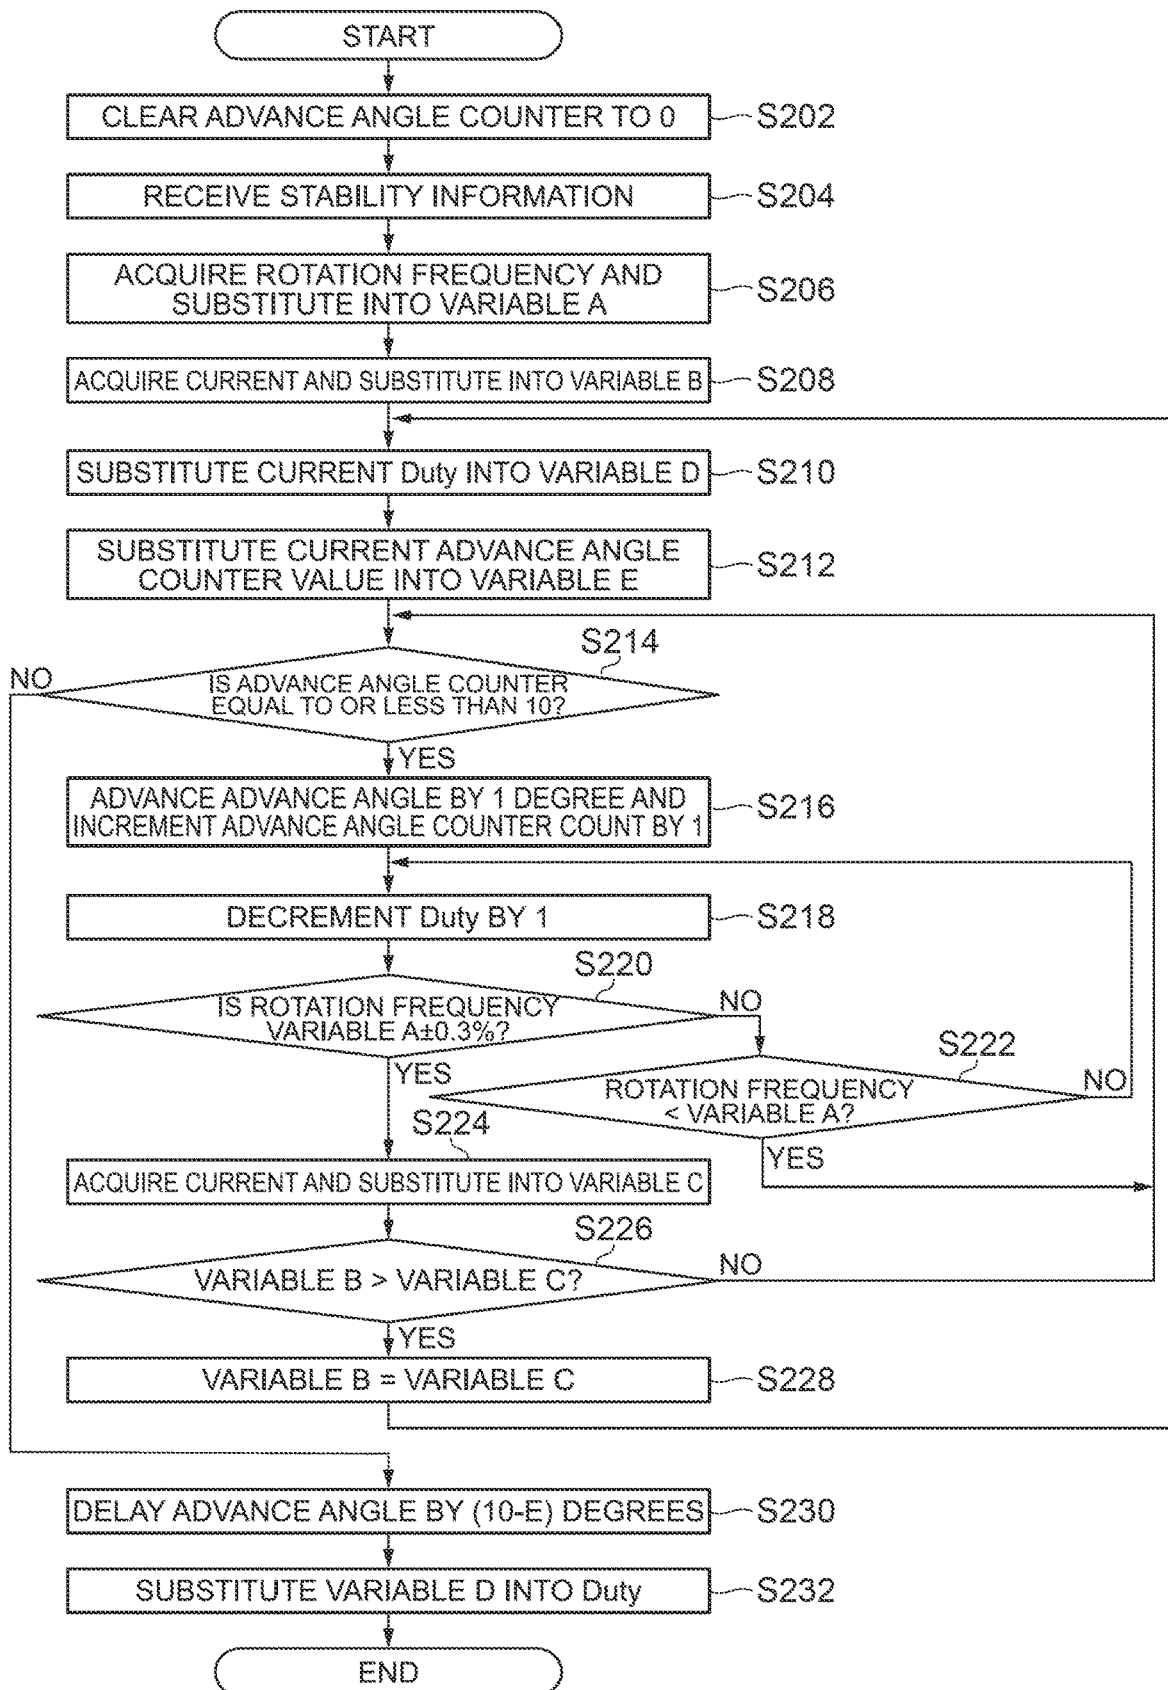 START
CLEAR ADVANCE ANGLE COUNTER TO 0
S202
RECEIVE STABILITY INFORMATION
S204
ACQUIRE ROTATION FREQUENCY AND
SUBSTITUTE INTO VARIABLE A
S206
ACQUIRE CURRENT AND SUBSTITUTE INTO VARIABLE B
S208
SUBSTITUTE CURRENT Duty INTO VARIABLE D
S210
SUBSTITUTE CURRENT ADVANCE ANGLE
COUNTER VALUE INTO VARIABLE E
S212
S214
NO
IS ADVANCE ANGLE COUNTER
EQUAL TO OR LESS THAN 10?
YES
ADVANCE ADVANCE ANGLE BY 1 DEGREE AND
INCREMENT ADVANCE ANGLE COUNTER COUNT BY 1
S216
DECREMENT Duty BY 1
S218
S220
IS ROTATION FREQUENCY
VARIABLE A±0.3%?
NO
YES
S222
ROTATION FREQUENCY
< VARIABLE A?
NO
YES
S224
ACQUIRE CURRENT AND SUBSTITUTE INTO VARIABLE C
S226
VARIABLE B > VARIABLE C?
NO
YES
VARIABLE B = VARIABLE C
S228
DELAY ADVANCE ANGLE BY (10-E) DEGREES
S230
SUBSTITUTE VARIABLE D INTO Duty
S232
END